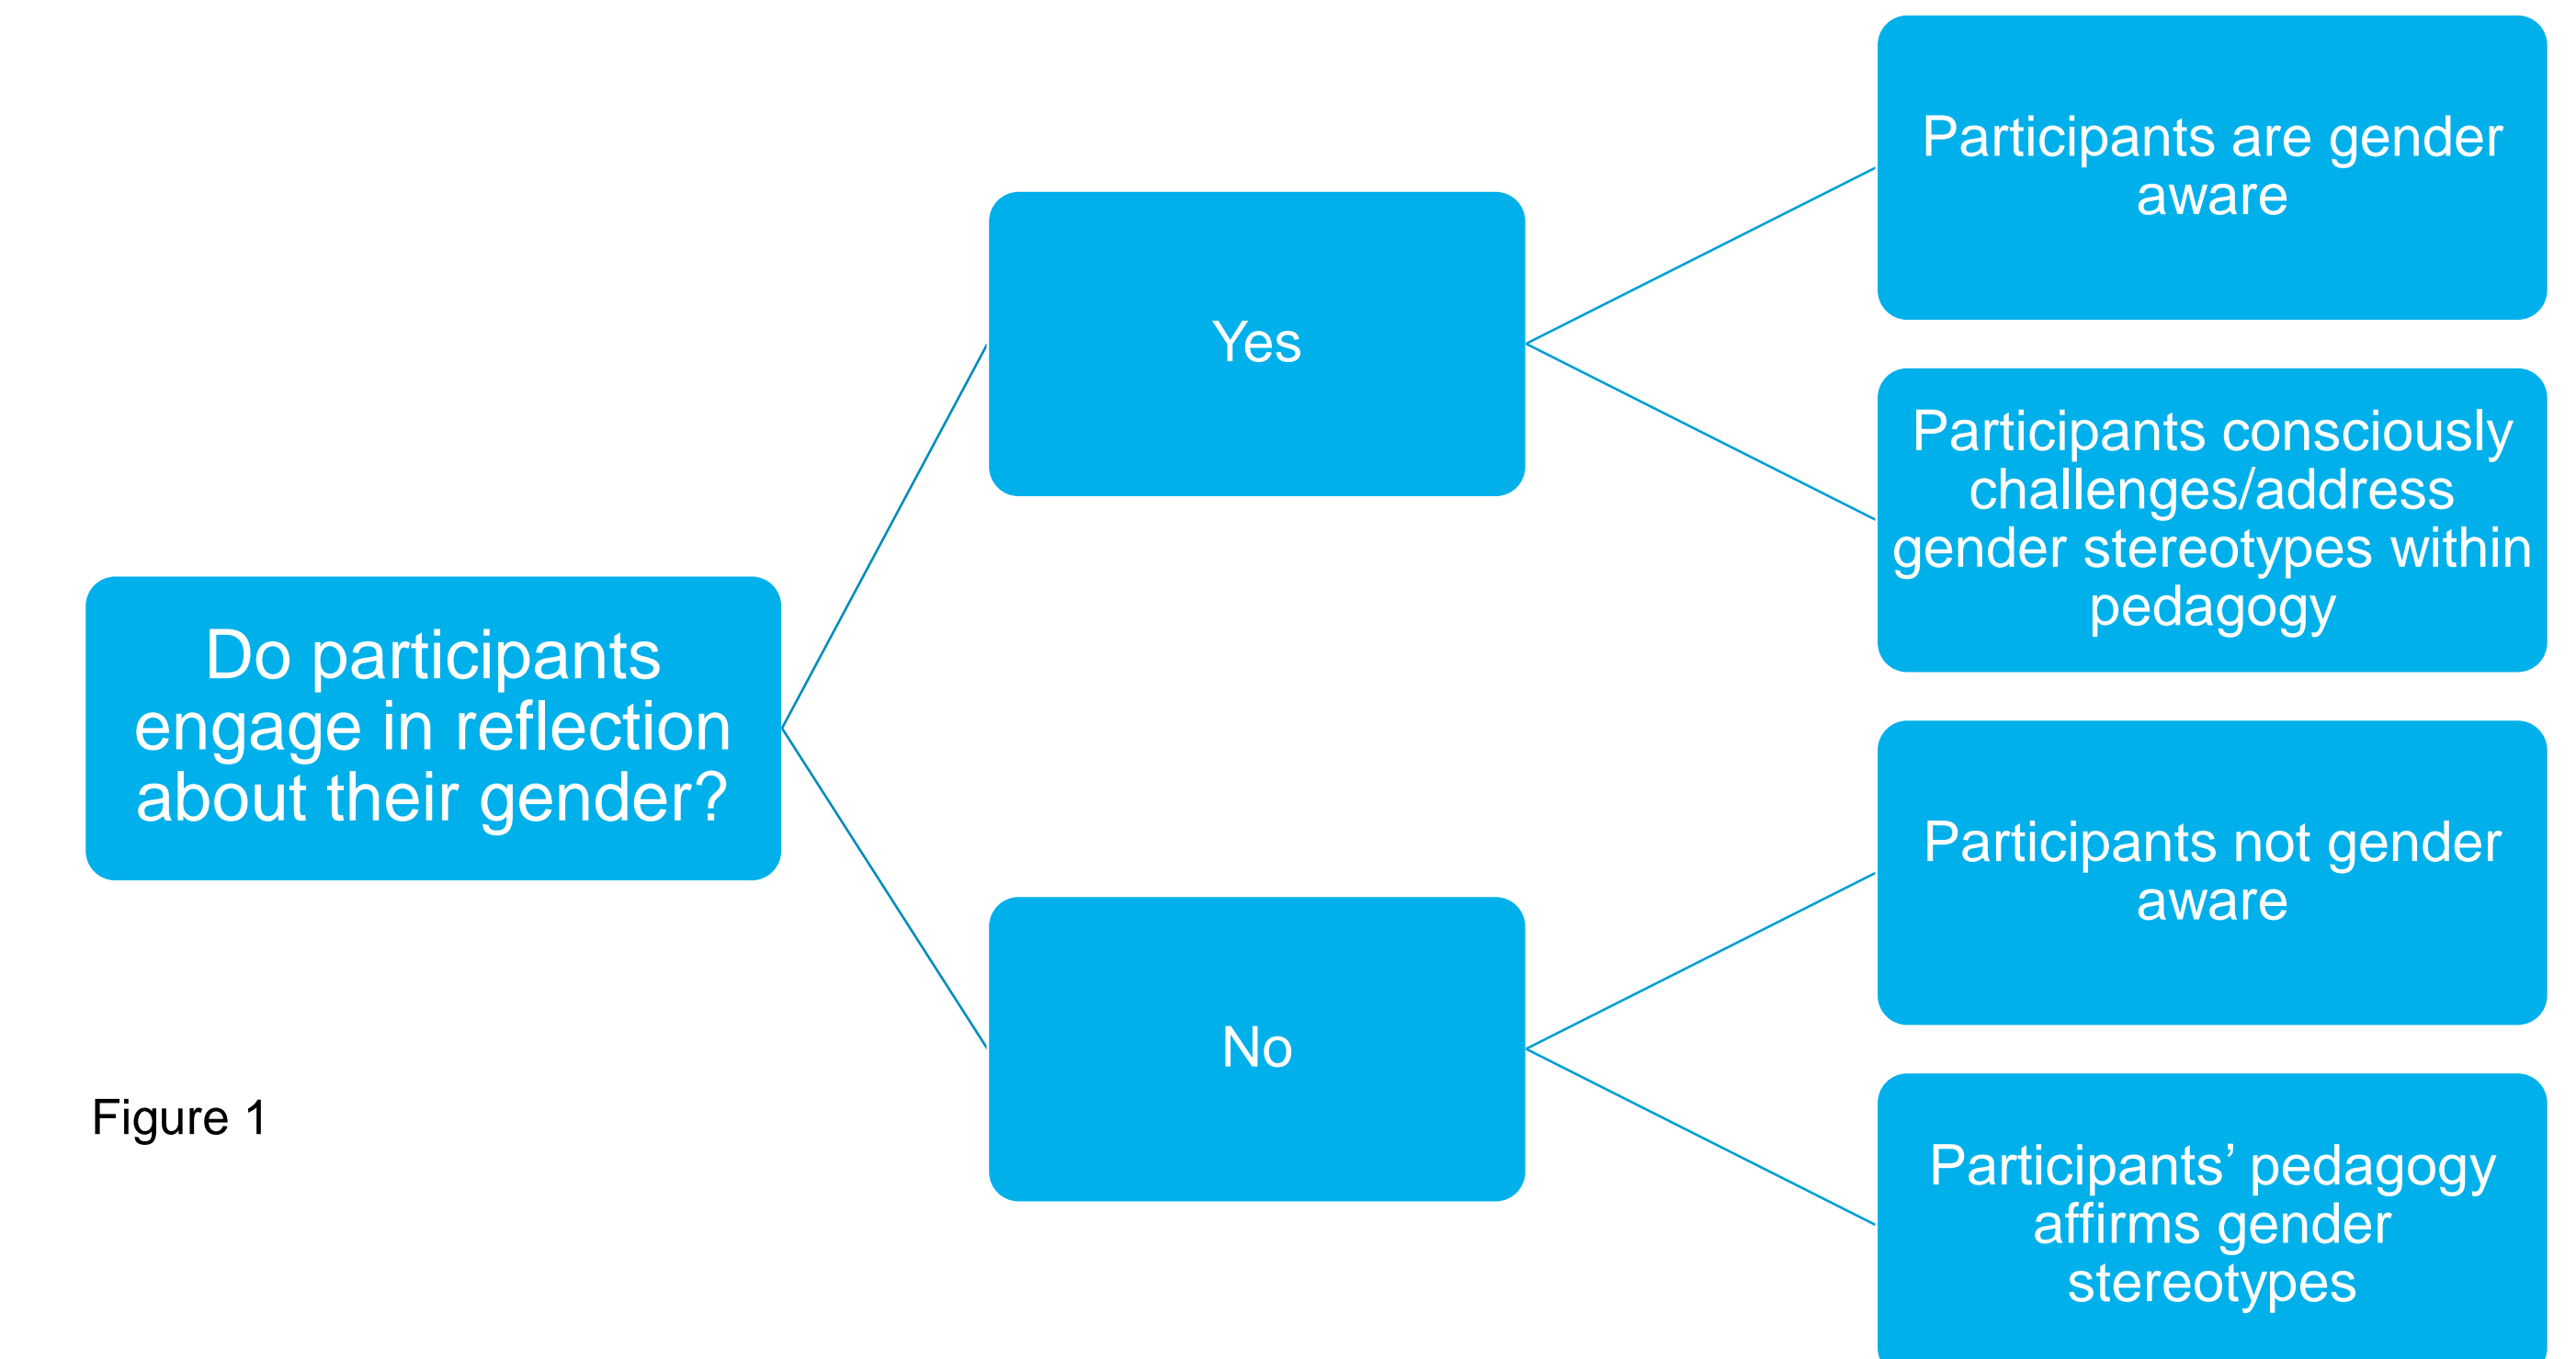 Do participants
engage in reflection
about their gender?
Yes
Participants are gender
aware
Participants consciously
challenges/address
gender stereotypes within
pedagogy
No
Participants not gender
aware
Participants’ pedagogy
affirms gender
stereotypes
Figure 1